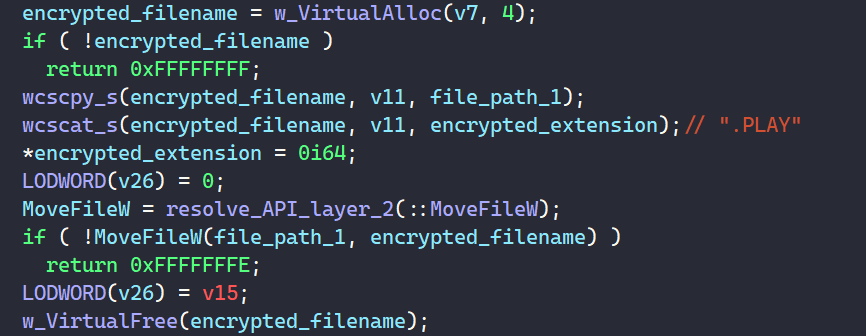 encrypted_filename = w_VirtualAlloc(v7, 4);
if ( !encrypted_filename )
return 0xFFFFFFFF;
wcscpy_s(encrypted_filename, v11, file_path_1);
wcscat_s(encrypted_filename, v11, encrypted_extension);// ".PLAY"
*encrypted_extension = 0i64;
LODWORD(v26) = 0;
MoveFileW = resolve_API_layer_2(::MoveFileW);
if ( !MoveFileW(file_path_1, encrypted_filename) )
return 0xFFFFFFFE;
LODWORD(v26) = v15;
w_VirtualFree(encrypted_filename);